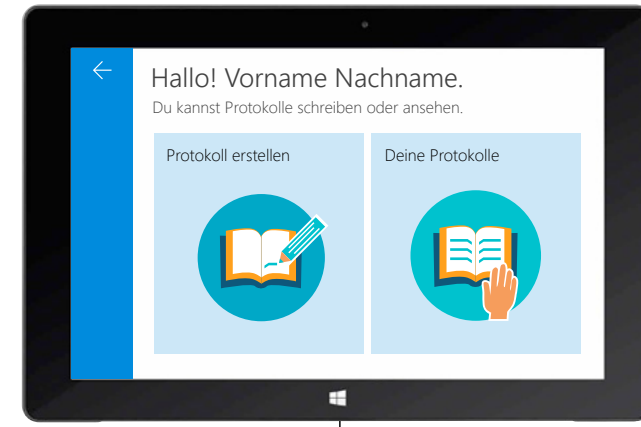 Hallo! Vorname Nachname.
Du kannst Protokolle schreiben oder ansehen.
Protokoll erstellen
Deine Protokolle